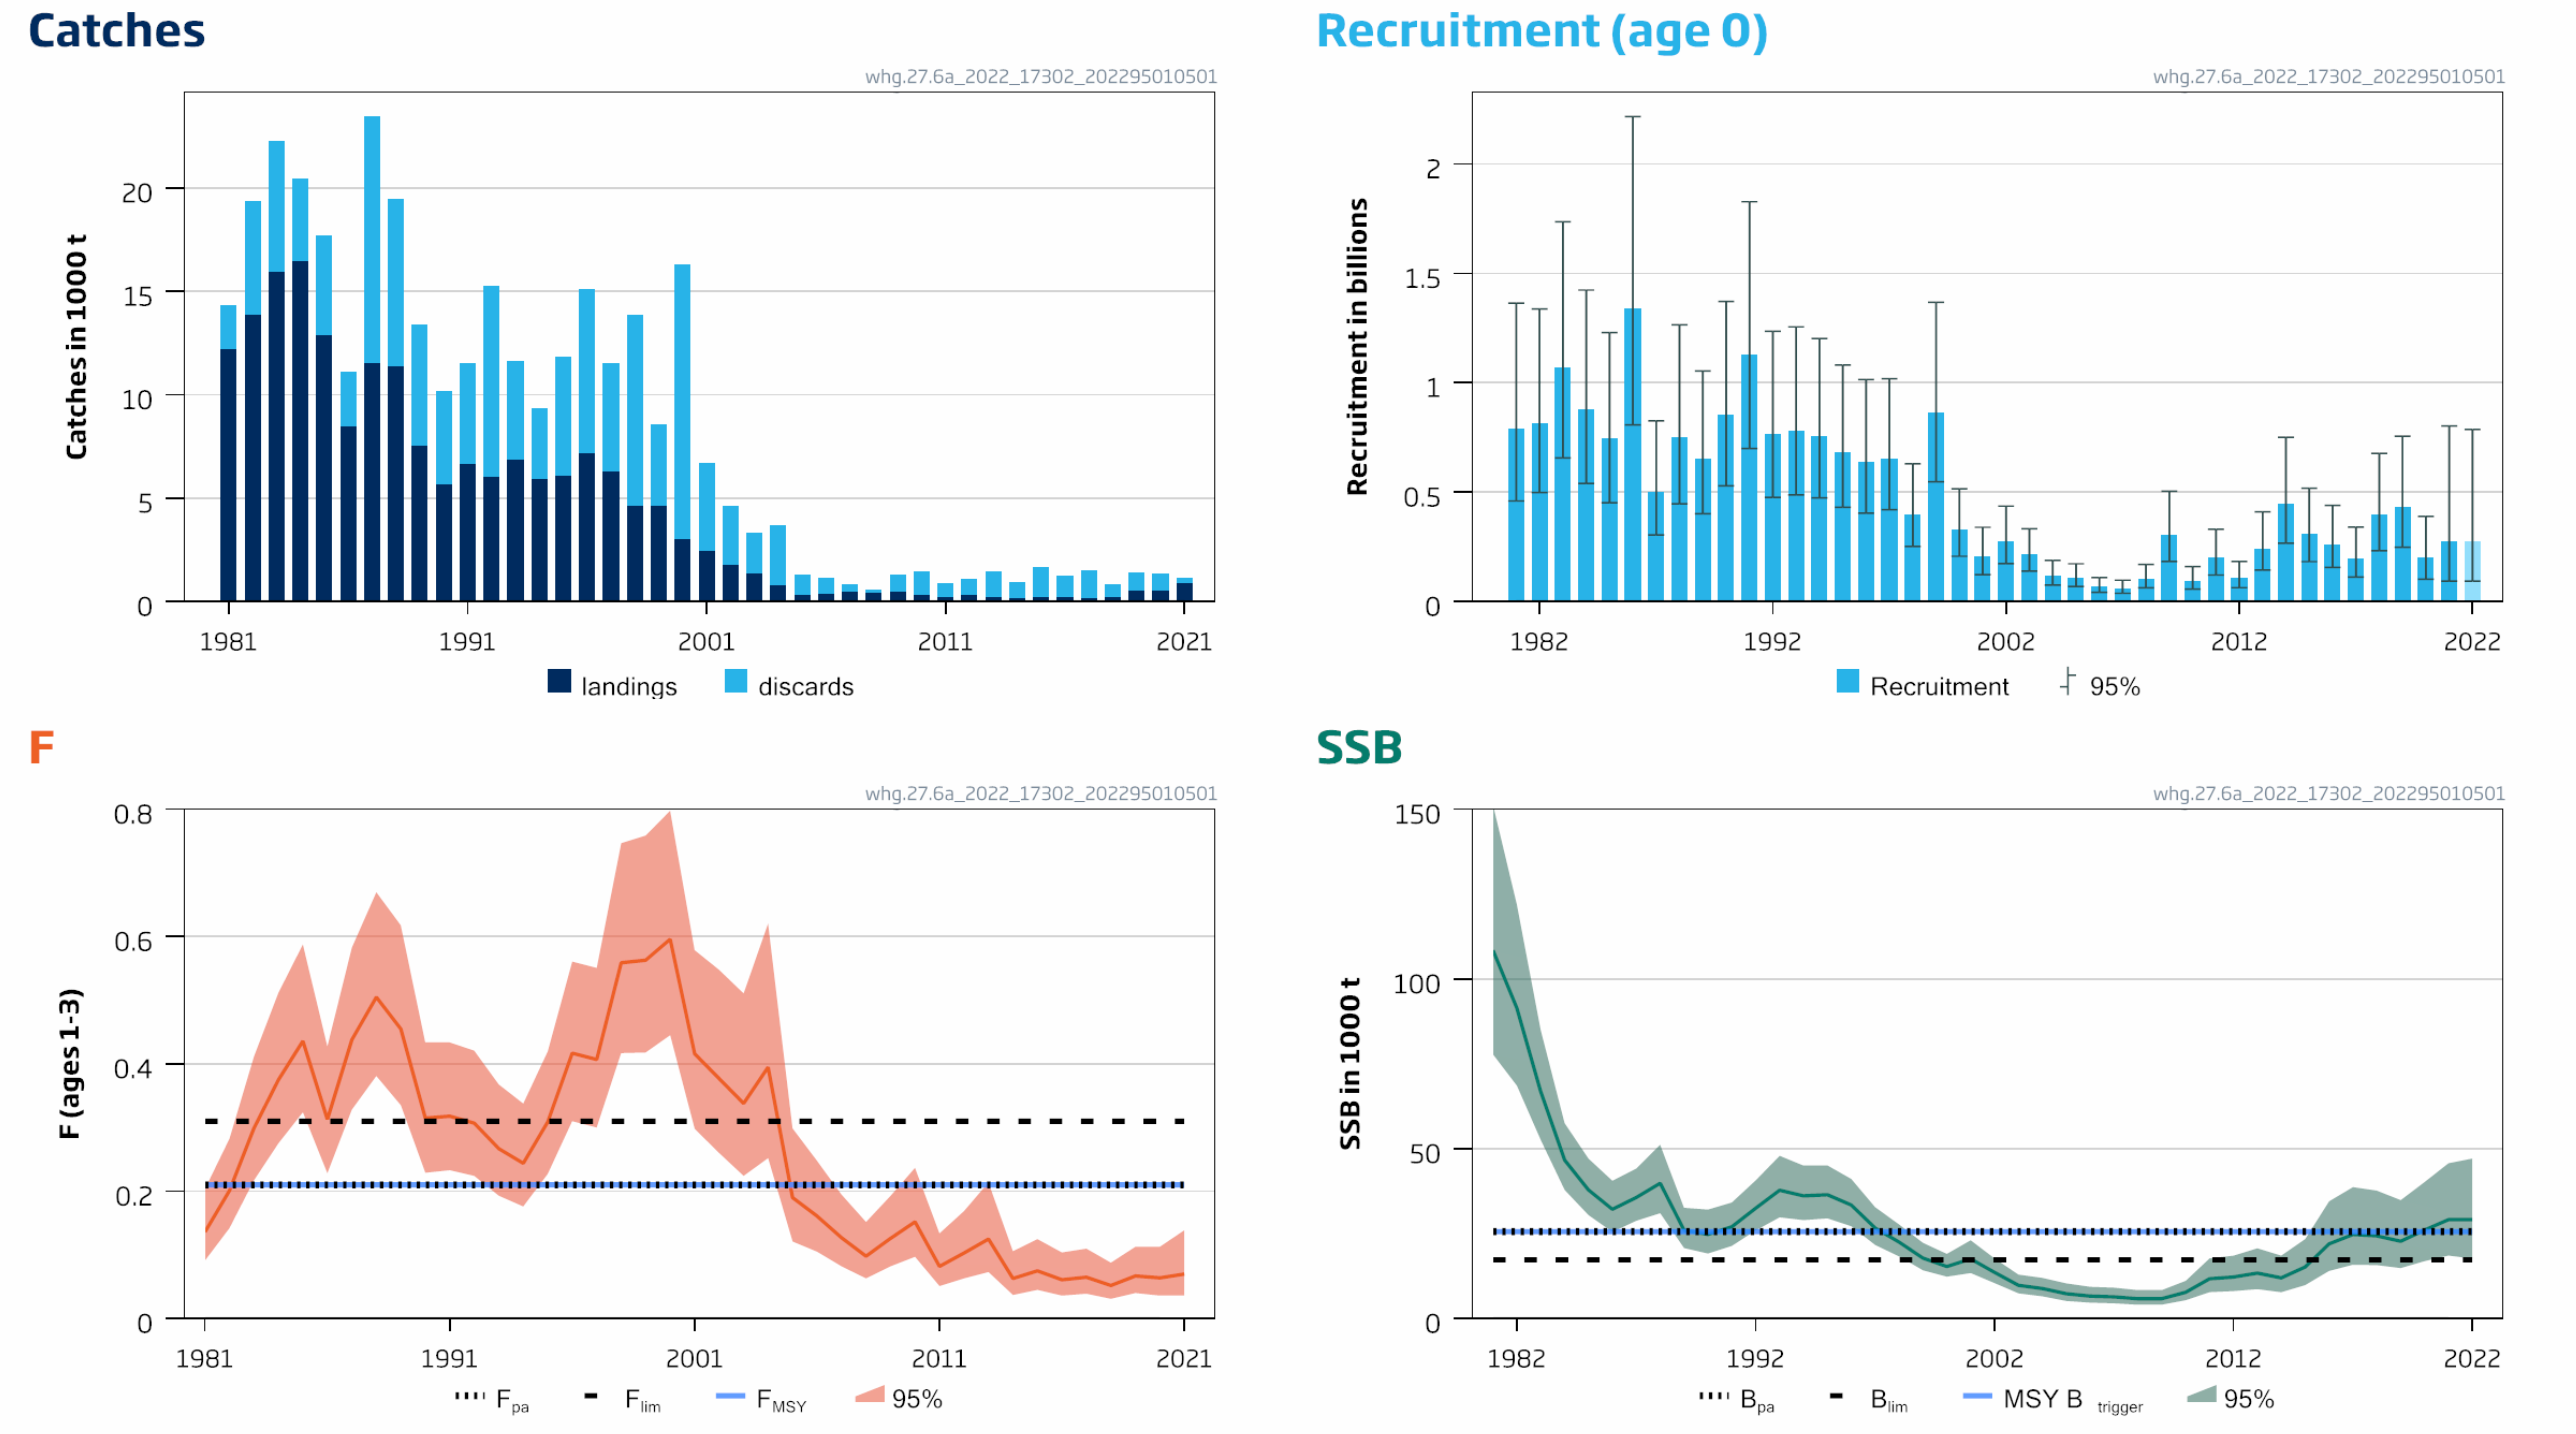 Catches
whg.27.6a_2022_17302_202295010501
Catches in 1000 t
20
15
10
5
0
1981 1991 2001 2011 2021
landings discards
Recruitment (age 0)
whg.27.6a_2022_17302_202295010501
Recruitment in billions
2
1.5
1
0.5
0
1982 1992 2002 2012 2022
Recruitment 95%
F
whg.27.6a_2022_17302_202295010501
F (ages 1-3)
0.8
0.6
0.4
0.2
0
1981 1991 2001 2011 2021
Fpa Flim FMSY 95%
SSB
whg.27.6a_2022_17302_202295010501
SSB in 1000 t
150
100
50
0
1982 1992 2002 2012 2022
Bpa Blim MSY B trigger 95%